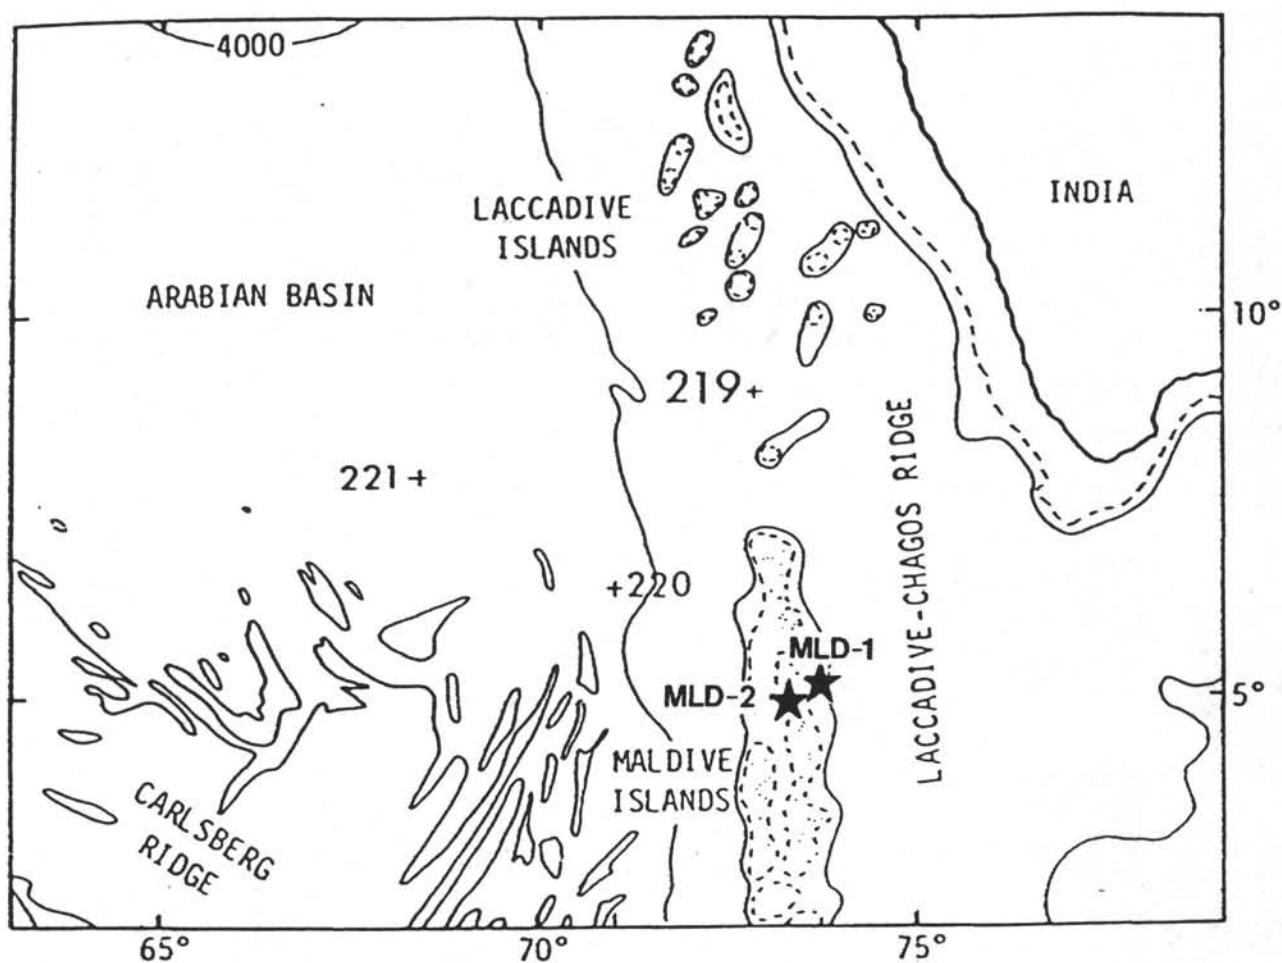 4000
LACCADIVE
ISLANDS
INDIA
ARABIAN BASIN
10°
219+
221+
LACCADIVE-CHAGOS RIDGE
+220
MLD-1
MLD-2
5°
MALDIVE
ISLANDS
CARLSBERG
RIDGE
65°
70°
75°